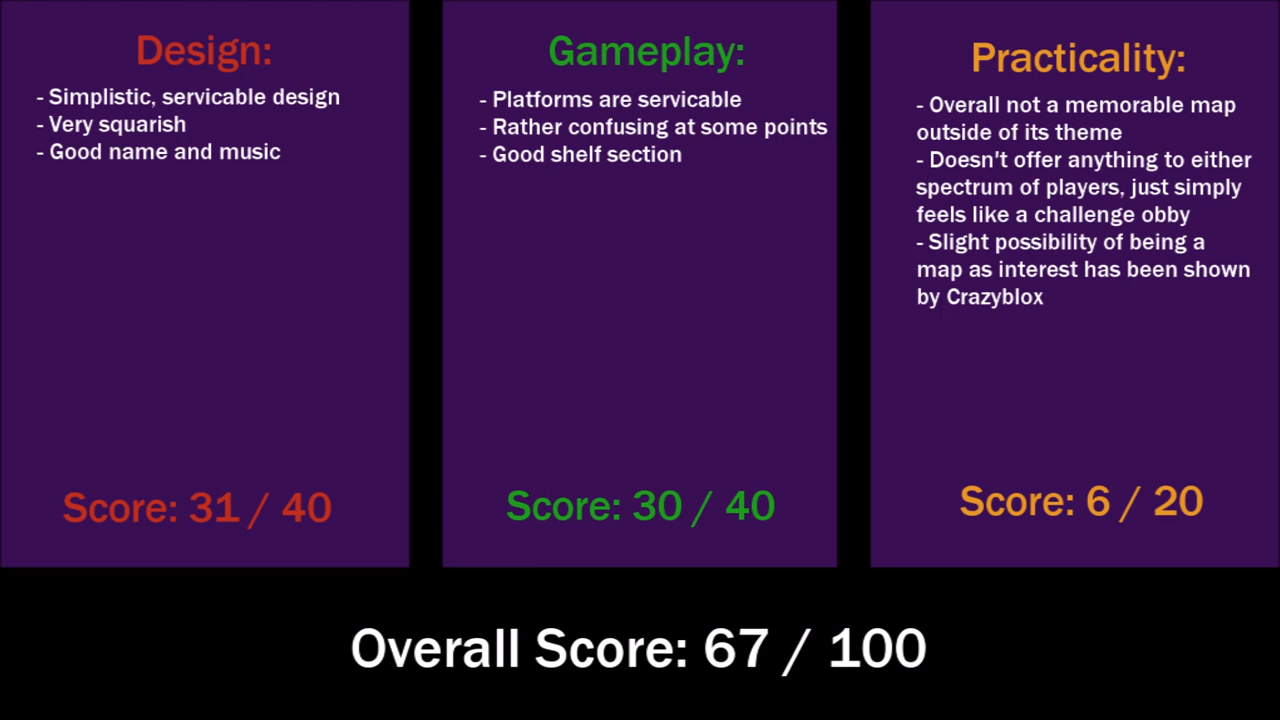 Design:
- Simplistic, servicable design
- Very squarish
- Good name and music
Score: 31 / 40
Gameplay:
- Platforms are servicable
- Rather confusing at some points
- Good shelf section
Score: 30 / 40
Practicality:
- Overall not a memorable map
outside of its theme
- Doesn't offer anything to either
spectrum of players, just simply
feels like a challenge obby
- Slight possibility of being a
map as interest has been shown
by Crazyblox
Score: 6 / 20
Overall Score: 67 / 100